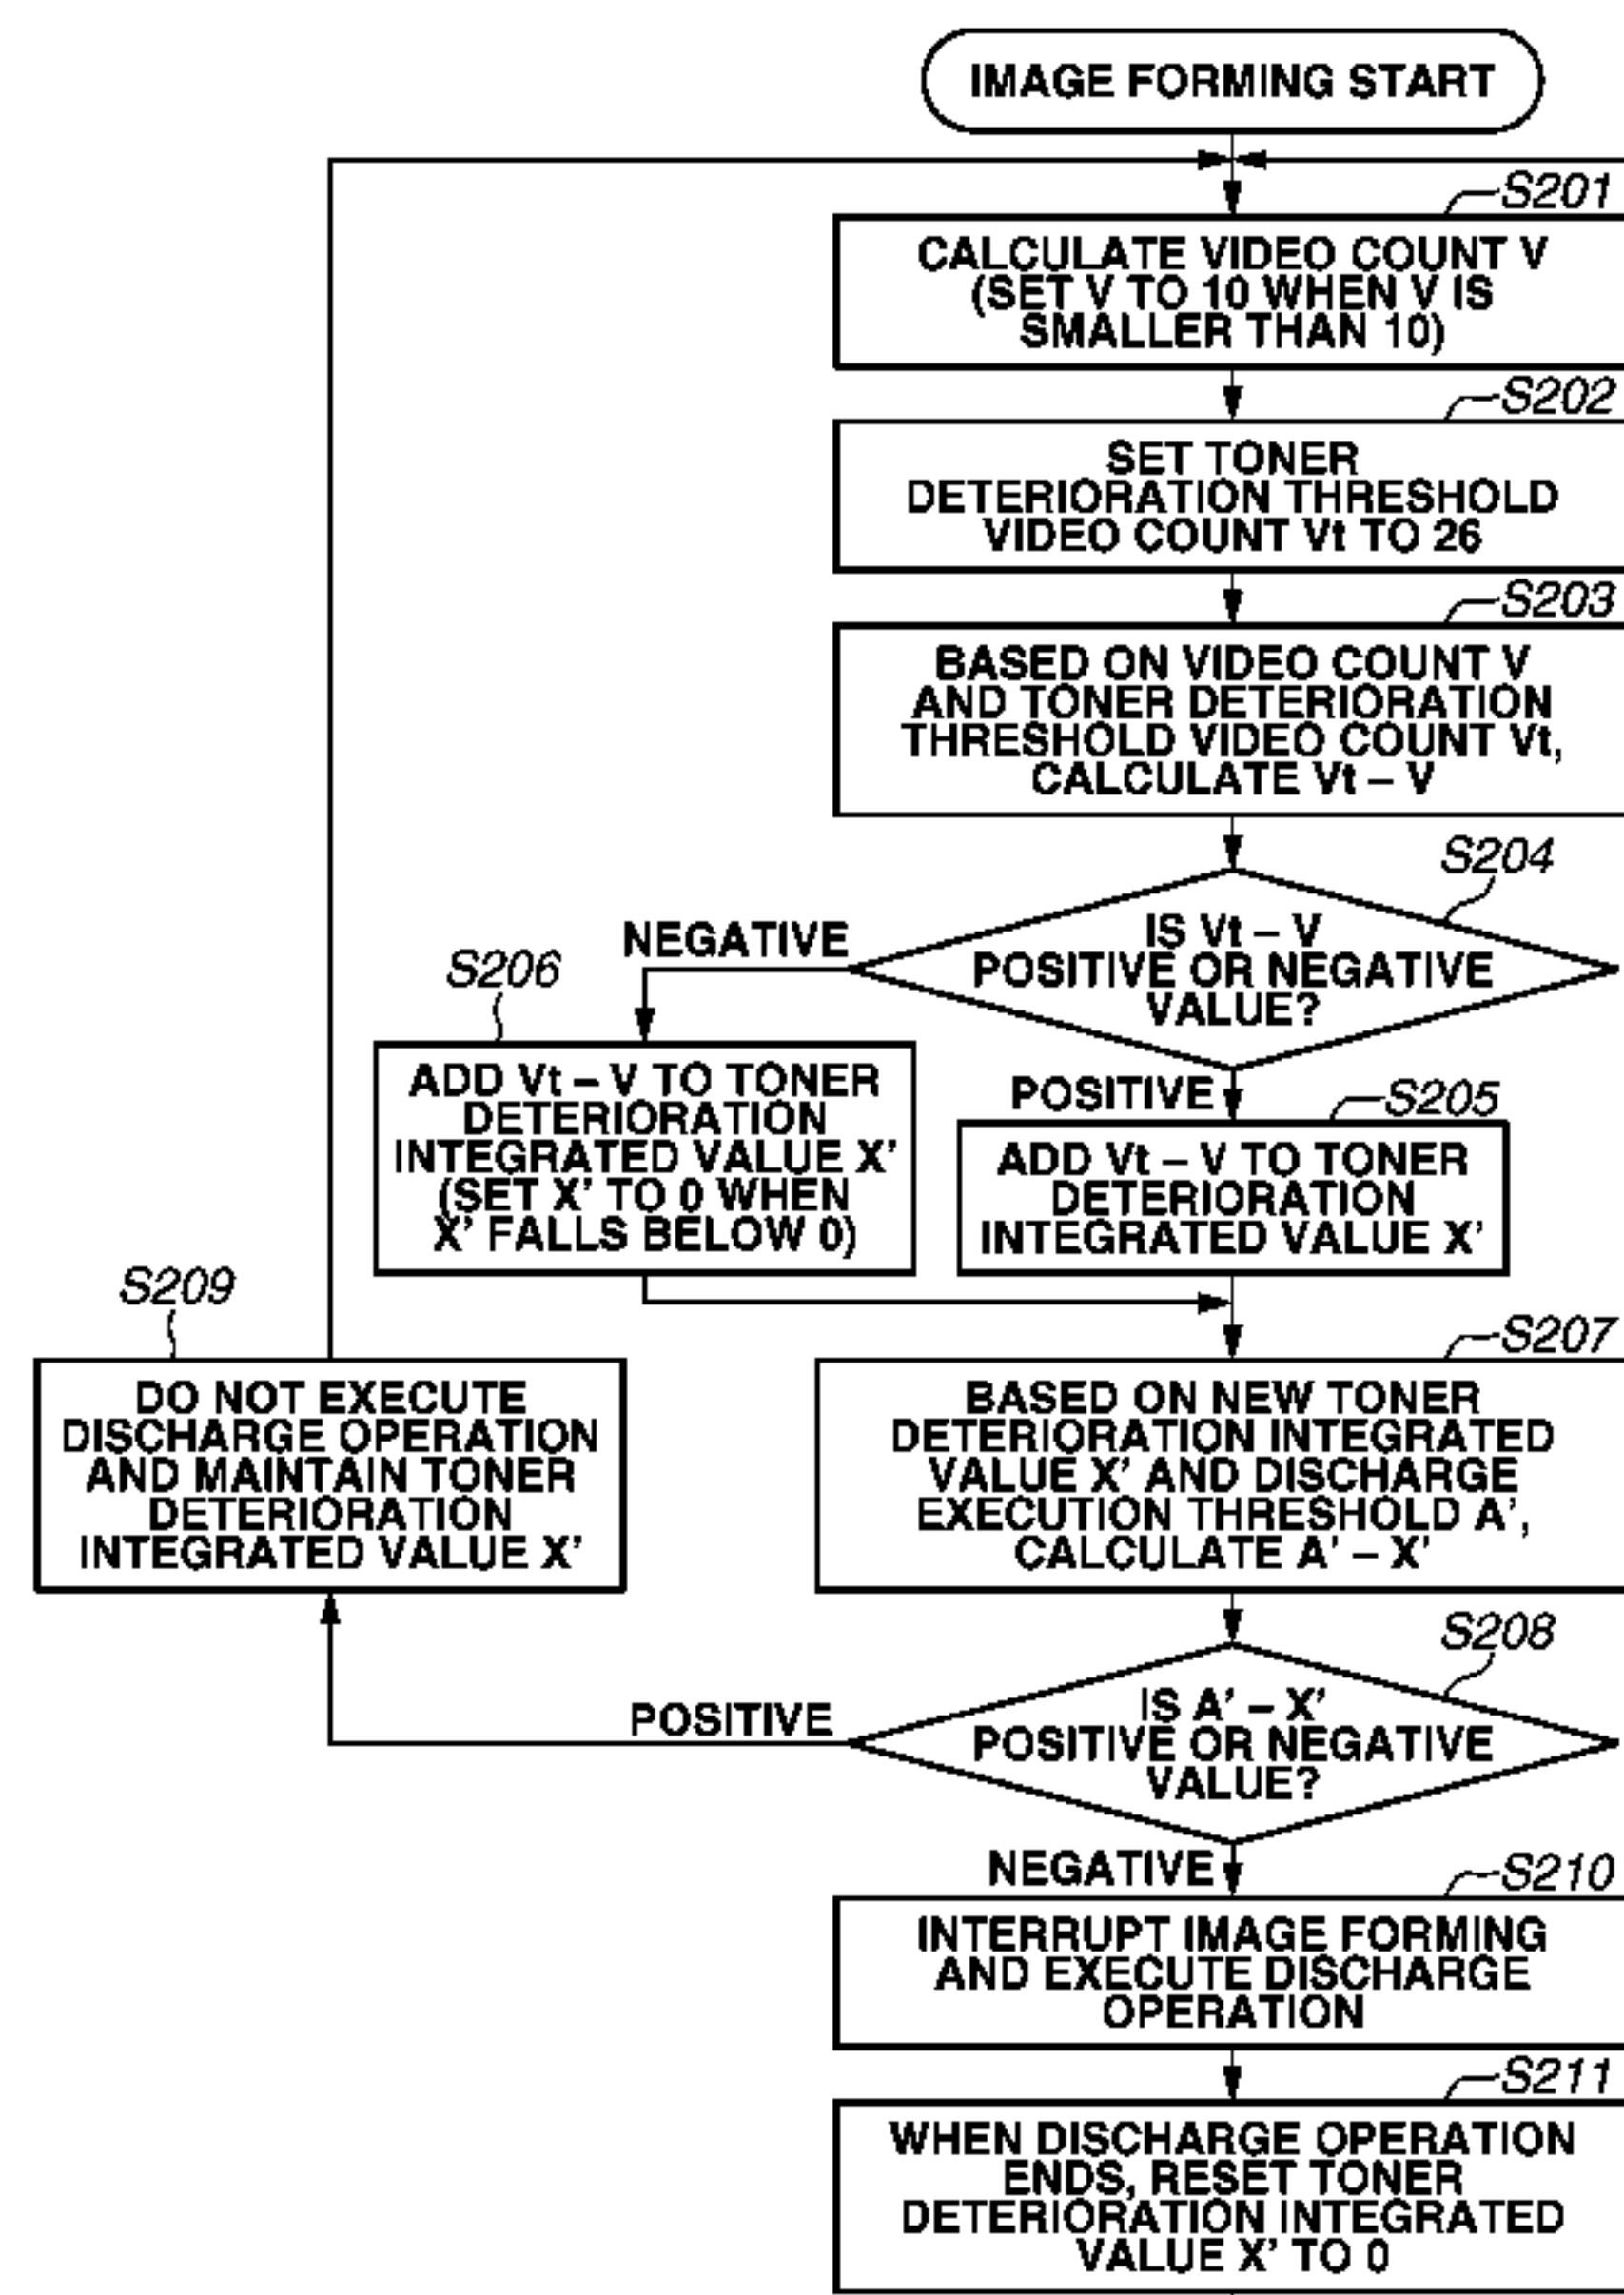 IMAGE FORMING START
S201
CALCULATE VIDEO COUNT V
(SET V TO 10 WHEN V IS
SMALLER THAN 10)
S202
SET TONER
DETERIORATION THRESHOLD
VIDEO COUNT Vt TO 26
S203
BASED ON VIDEO COUNT V
AND TONER DETERIORATION
THRESHOLD VIDEO COUNT Vt,
CALCULATE Vt – V
S204
IS Vt – V
POSITIVE OR NEGATIVE
VALUE?
NEGATIVE
S206
ADD Vt – V TO TONER
DETERIORATION
INTEGRATED VALUE X'
(SET X' TO 0 WHEN
X' FALLS BELOW 0)
POSITIVE
S205
ADD Vt – V TO TONER
DETERIORATION
INTEGRATED VALUE X'
S209
DO NOT EXECUTE
DISCHARGE OPERATION
AND MAINTAIN TONER
DETERIORATION
INTEGRATED VALUE X'
S207
BASED ON NEW TONER
DETERIORATION INTEGRATED
VALUE X' AND DISCHARGE
EXECUTION THRESHOLD A',
CALCULATE A' – X'
S208
IS A' – X'
POSITIVE OR NEGATIVE
VALUE?
POSITIVE
NEGATIVE
S210
INTERRUPT IMAGE FORMING
AND EXECUTE DISCHARGE
OPERATION
S211
WHEN DISCHARGE OPERATION
ENDS, RESET TONER
DETERIORATION INTEGRATED
VALUE X' TO 0